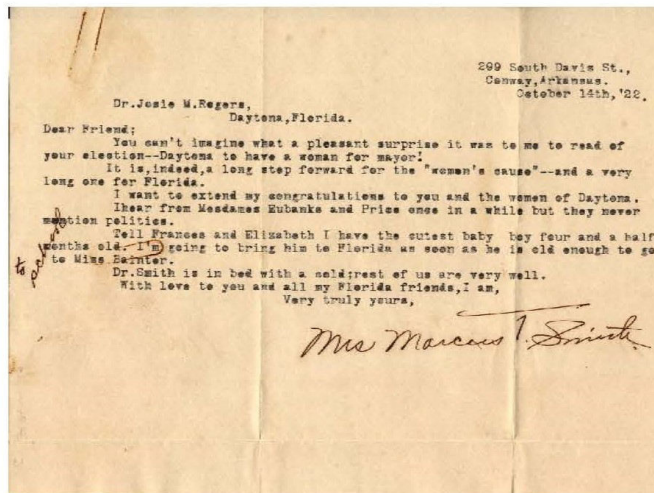 299 South Davis St.,
Conway, Arkansas.
October 14th, '22.
Dr. Josie M. Rogers,
Daytona, Florida.
Dear Friend;
You can't imagine what a pleasant surprise it was to me to read of
your election--Daytona to have a woman for mayor!
It is, indeed, a long step forward for the "women's cause"--and a very
long one for Florida.
I want to extend my congratulations to you and the women of Daytona.
Ihear from Mesdames Eubanks and Price once in a while but they never
mention politics.
Tell Frances and Elizabeth I have the cutest baby boy four and a half
months old. I'm going to bring him to Florida as soon as he is old enough to go
to Miss Bainter.
to school
Dr. Smith is in bed with a cold; rest of us are very well.
With love to you and all my Florida friends, I am,
Very truly yours,
Mrs Marcus T. Smith.